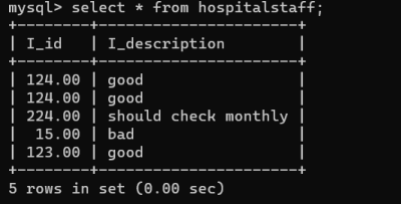 mysql> select * from hospitalstaff;
+--------+----------------------+
| I_id   | I_description        |
+--------+----------------------+
| 124.00 | good                 |
| 124.00 | good                 |
| 224.00 | should check monthly |
|  15.00 | bad                  |
| 123.00 | good                 |
+--------+----------------------+
5 rows in set (0.00 sec)